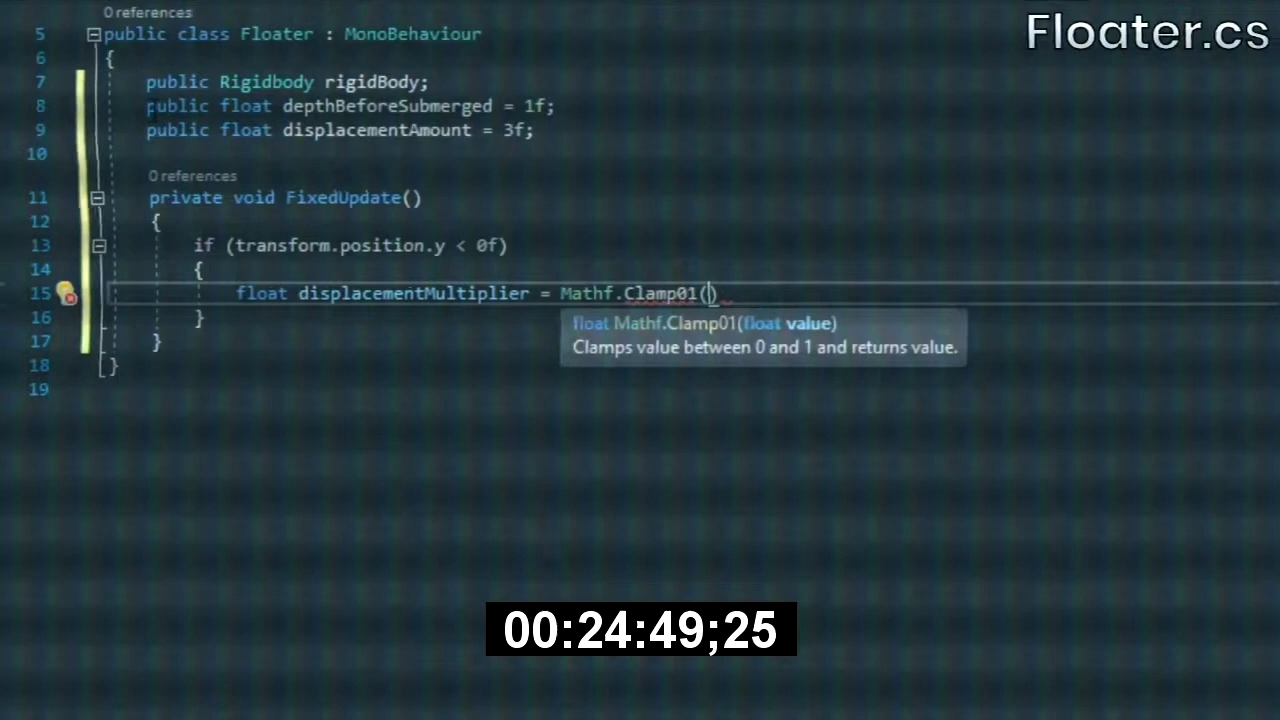 Floater.cs
0 references
5 public class Floater : MonoBehaviour
6 {
7 public Rigidbody rigidBody;
8 public float depthBeforeSubmerged = 1f;
9 public float displacementAmount = 3f;
10
0 references
11 private void FixedUpdate()
12 {
13 if (transform.position.y < 0f)
14 {
15 float displacementMultiplier = Mathf.Clamp01()
float Mathf.Clamp01(float value)
Clamps value between 0 and 1 and returns value.
16 }
17 }
18 }
19
00:24:49;25